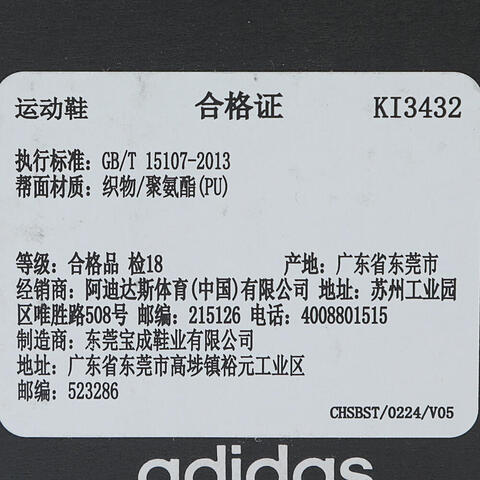 运动鞋 合格证 KI3432
执行标准: GB/T 15107-2013
帮面材质: 织物/聚氨酯(PU)
等级: 合格品 检18 产地: 广东省东莞市
经销商: 阿迪达斯体育(中国)有限公司 地址: 苏州工业园
区唯胜路508号 邮编: 215126 电话: 4008801515
制造商: 东莞宝成鞋业有限公司
地址: 广东省东莞市高埗镇裕元工业区
邮编: 523286
CHSBST/0224/V05
adidas